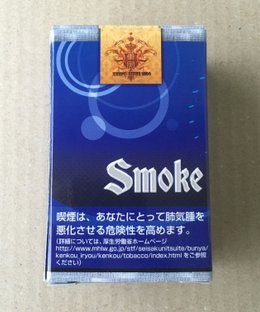 Smoke
喫煙は、あなたにとって肺気腫を
悪化させる危険性を高めます。
(詳細については、厚生労働省ホームページ
http://www.mhlw.go.jp/stf/seisakunitsuite/bunya/
kenkou_iryou/kenkou/tobacco/index.html をご参照
ください)